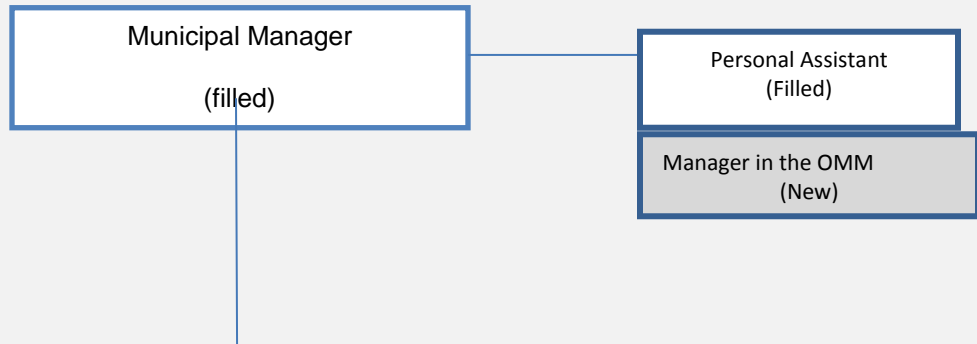 Municipal Manager
(filled)
Personal Assistant
(Filled)
Manager in the OMM
(New)